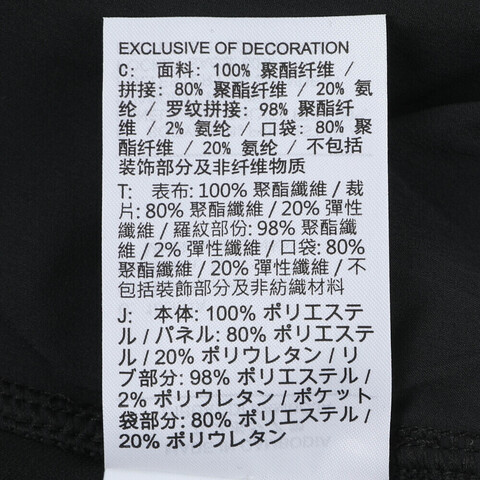 EXCLUSIVE OF DECORATION
C: 面料: 100% 聚酯纤维 /
拼接: 80% 聚酯纤维 / 20% 氨
纶 / 罗纹拼接: 98% 聚酯纤
维 / 2% 氨纶 / 口袋: 80% 聚
酯纤维 / 20% 氨纶 / 不包括
装饰部分及非纤维物质
T: 表布: 100% 聚酯纖維 / 裁
片: 80% 聚酯纖維 / 20% 彈性
纖維 / 羅紋部份: 98% 聚酯纖
維 / 2% 彈性纖維 / 口袋: 80%
聚酯纖維 / 20% 彈性纖維 / 不
包括装飾部分及非紡織材料
J: 本体: 100% ポリエステ
ル / パネル: 80% ポリエステル
/ 20% ポリウレタン / リ
ブ部分: 98% ポリエステル /
2% ポリウレタン / ポケット
袋部分: 80% ポリエステル /
20% ポリウレタン